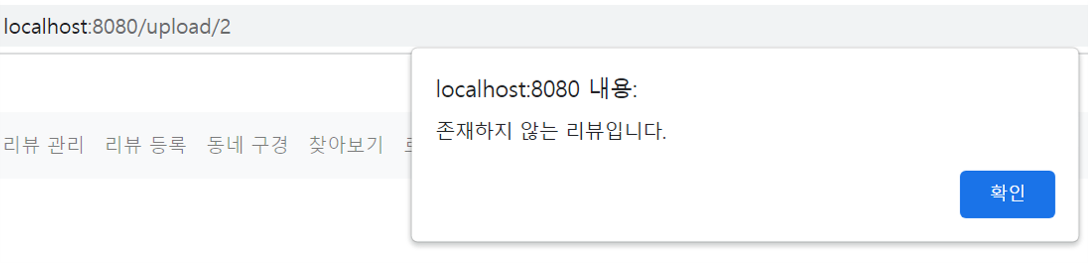 localhost:8080/upload/2
localhost:8080 내용:
존재하지 않는 리뷰입니다.
리뷰 관리 리뷰 등록 동네 구경 찾아보기
확인